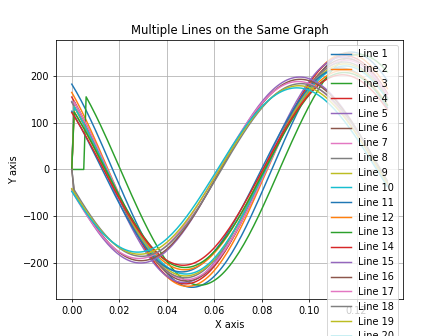 Multiple Lines on the Same Graph
Y axis
200
100
0
−100
−200
0.00
0.02
0.04
0.06
0.08
0.10
X axis
Line 1
Line 2
Line 3
Line 4
Line 5
Line 6
Line 7
Line 8
Line 9
Line 10
Line 11
Line 12
Line 13
Line 14
Line 15
Line 16
Line 17
Line 18
Line 19
Line 20